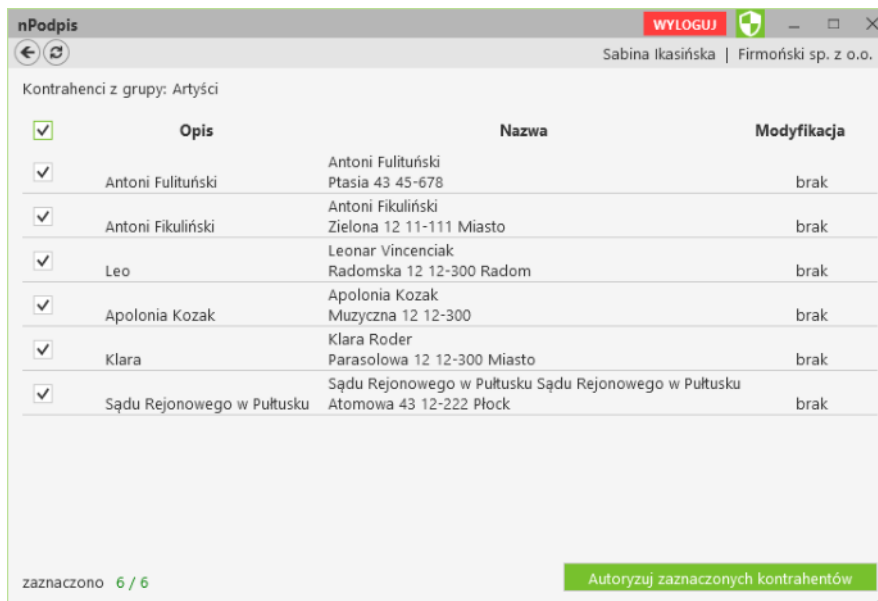 nPodpis WYLOGUJ
Sabina Ikasińska | Firmoński sp. z o.o.
Kontrahenci z grupy: Artyści
Opis Nazwa Modyfikacja
Antoni Fulituński
Antoni Fulituński Ptasia 43 45-678 brak
Antoni Fikuliński
Antoni Fikuliński Zielona 12 11-111 Miasto brak
Leonar Vincenciak
Leo Radomska 12 12-300 Radom brak
Apolonia Kozak
Apolonia Kozak Muzyczna 12 12-300 brak
Klara Roder
Klara Parasolowa 12 12-300 Miasto brak
Sądu Rejonowego w Pułtusku Sądu Rejonowego w Pułtusku
Sądu Rejonowego w Pułtusku Atomowa 43 12-222 Płock brak
zaznaczono 6 / 6 Autoryzuj zaznaczonych kontrahentów